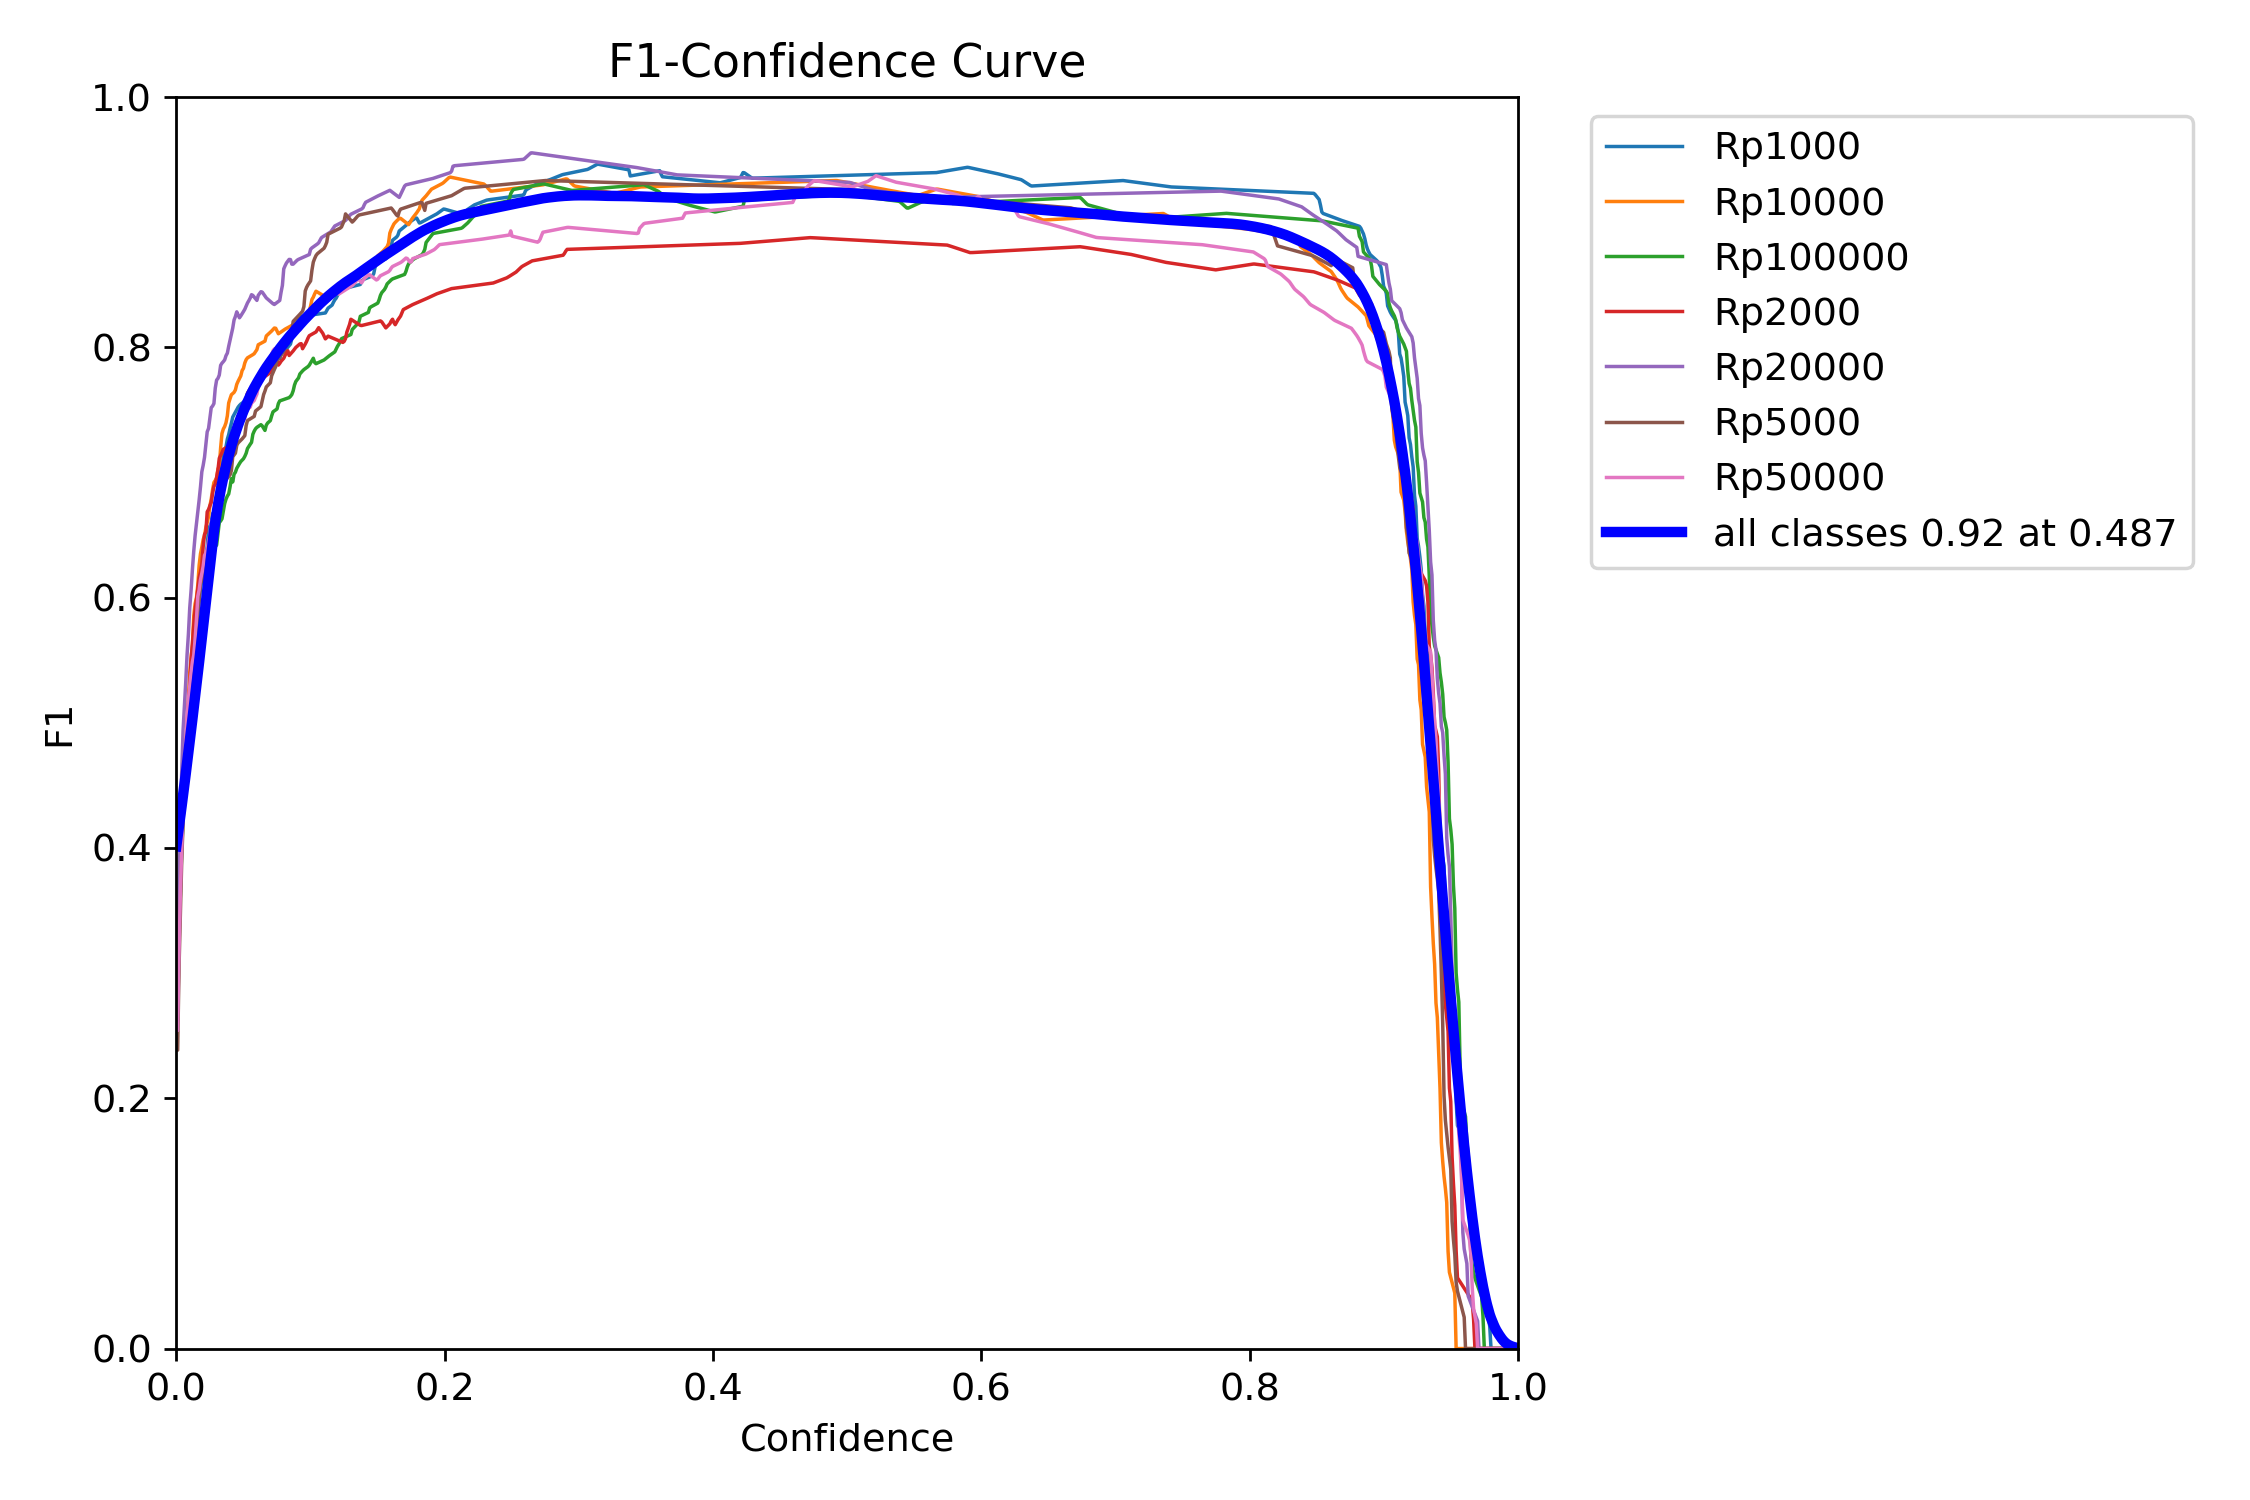 F1-Confidence Curve
1.0
0.8
0.6
0.4
0.2
0.0
F1
0.0 0.2 0.4 0.6 0.8 1.0
Confidence
Rp1000
Rp10000
Rp100000
Rp2000
Rp20000
Rp5000
Rp50000
all classes 0.92 at 0.487